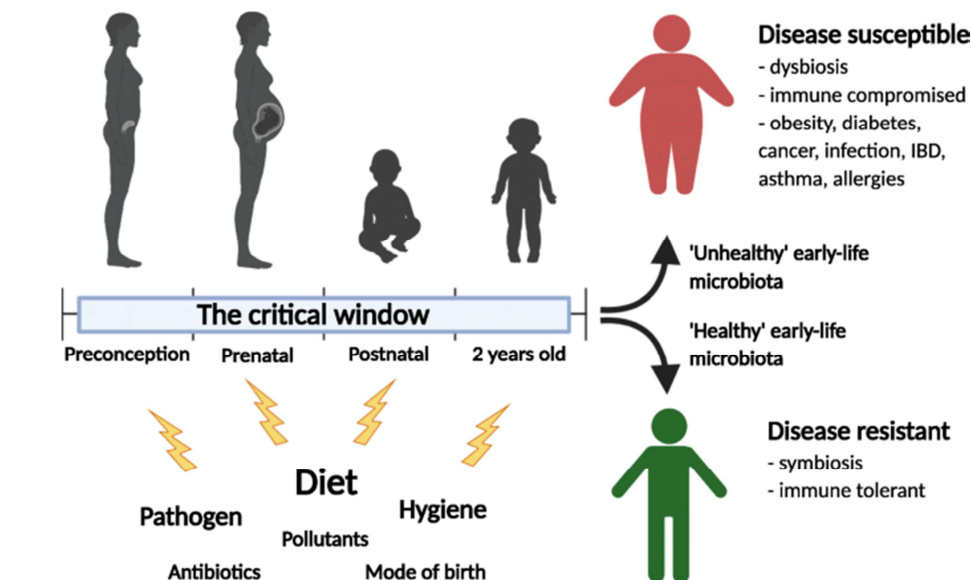 Disease susceptible
- dysbiosis
- immune compromised
- obesity, diabetes,
cancer, infection, IBD,
asthma, allergies
'Unhealthy' early-life
microbiota
The critical window
Preconception
Prenatal
Postnatal
2 years old
'Healthy' early-life
microbiota
Disease resistant
- symbiosis
- immune tolerant
Diet
Pathogen
Hygiene
Pollutants
Antibiotics
Mode of birth